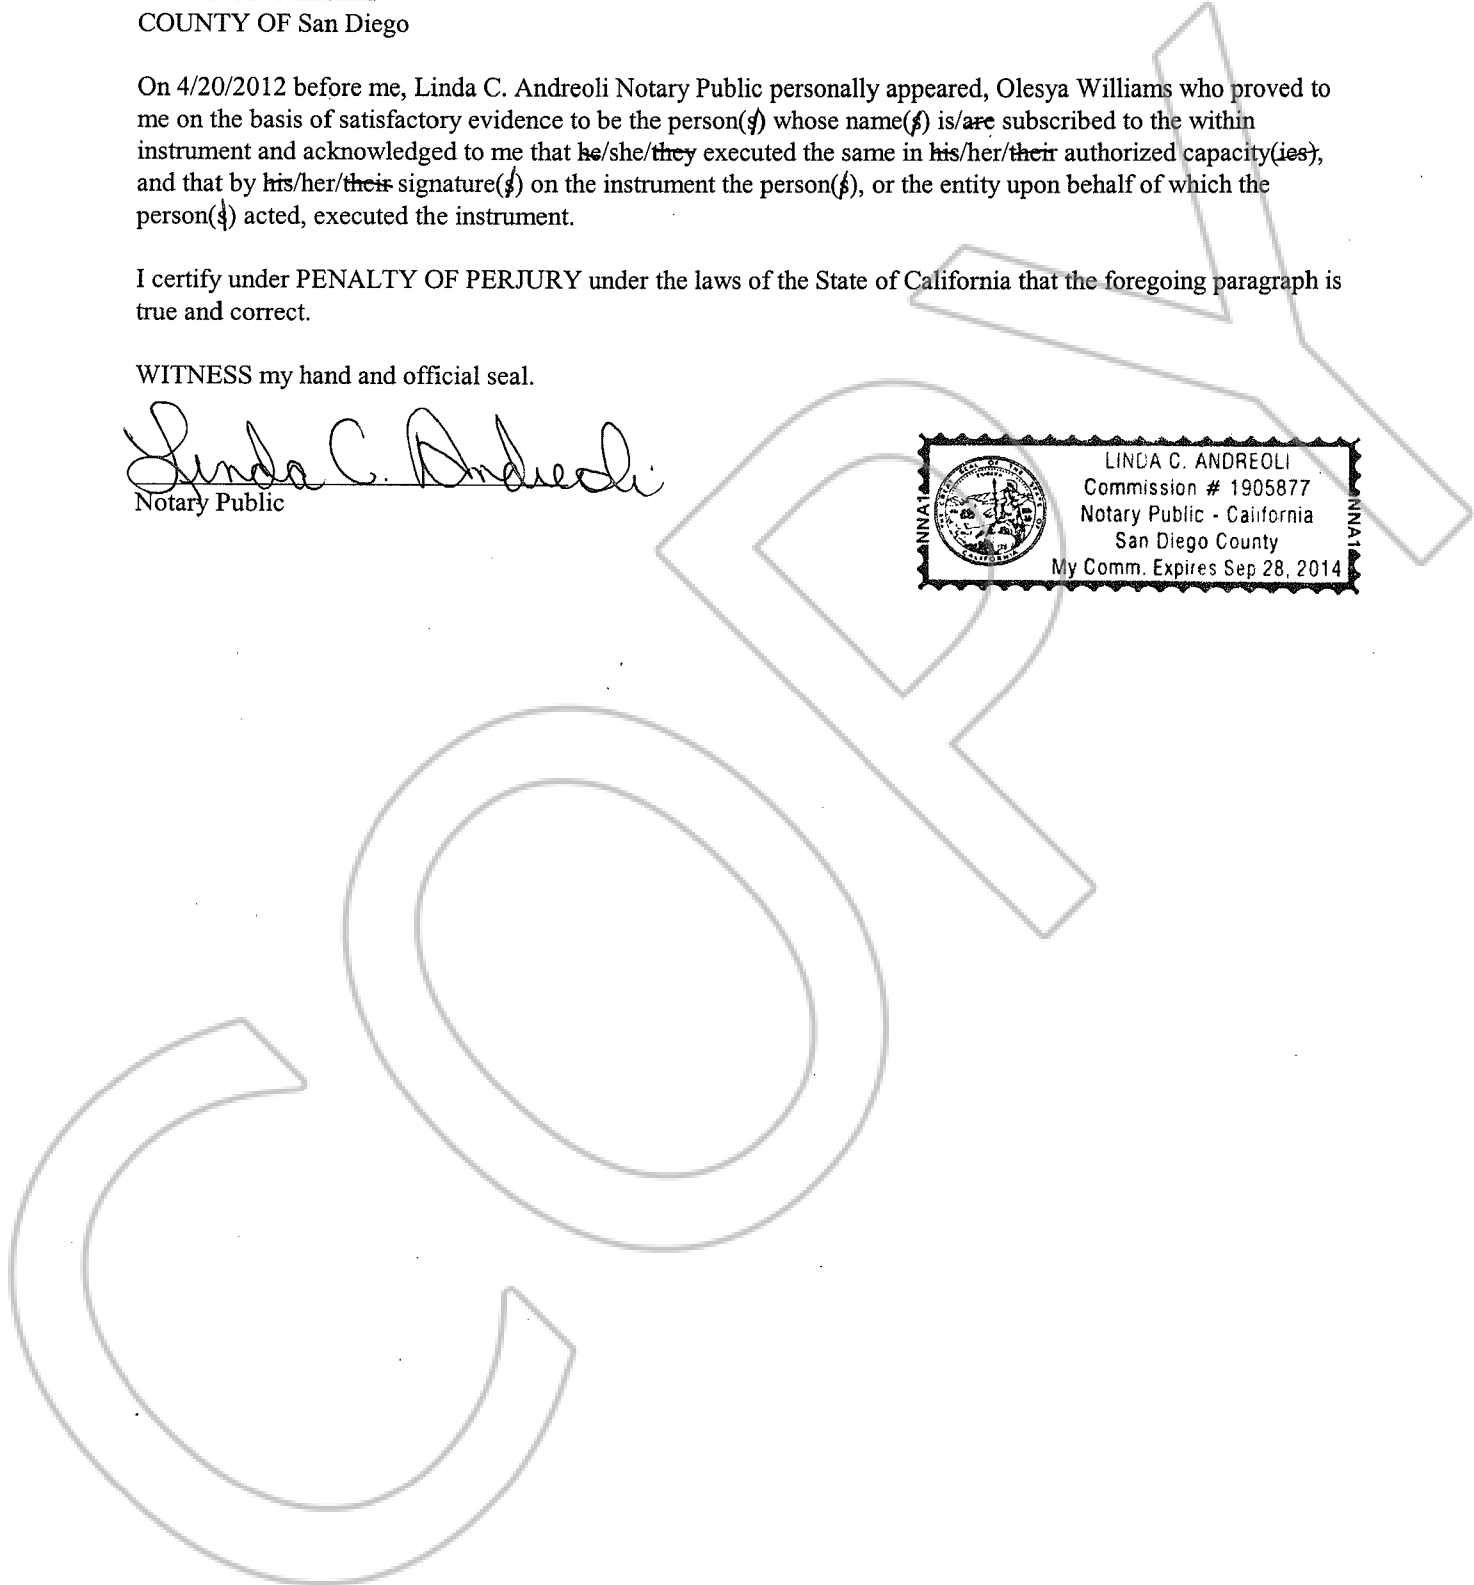 COUNTY OF San Diego
On 4/20/2012 before me, Linda C. Andreoli Notary Public personally appeared, Olesya Williams who proved to
me on the basis of satisfactory evidence to be the person(s) whose name(s) is/are subscribed to the within
instrument and acknowledged to me that he/she/they executed the same in his/her/their authorized capacity(ies),
and that by his/her/their signature(s) on the instrument the person(s), or the entity upon behalf of which the
person(s) acted, executed the instrument.
I certify under PENALTY OF PERJURY under the laws of the State of California that the foregoing paragraph is
true and correct.
WITNESS my hand and official seal.
Linda C. Andreoli
Notary Public
LINDA C. ANDREOLI
Commission # 1905877
Notary Public - California
San Diego County
My Comm. Expires Sep 28, 2014
NNA1
NNA1
COPY